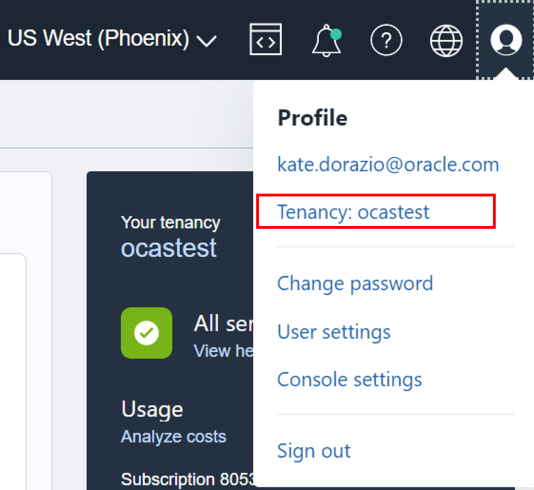 US West (Phoenix)
Profile
kate.dorazio@oracle.com
Tenancy: ocastest
Change password
User settings
Console settings
Sign out
Your tenancy
ocastest
All ser
View he
Usage
Analyze costs
Subscription 8053